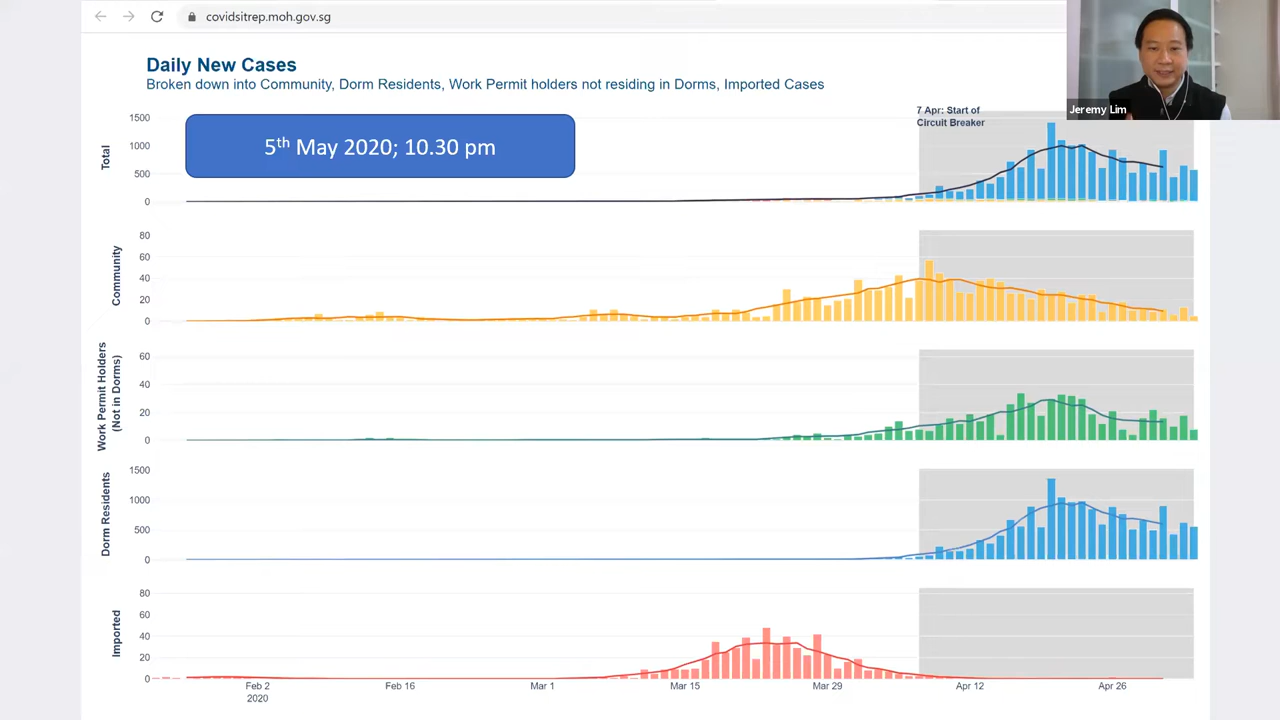 covidsitrep.moh.gov.sg
Jeremy Lim
Daily New Cases
Broken down into Community, Dorm Residents, Work Permit holders not residing in Dorms, Imported Cases
5th May 2020; 10.30 pm
7 Apr: Start of
Circuit Breaker
Total
1500
1000
500
0
Community
80
60
40
20
0
Work Permit Holders
(Not in Dorms)
60
40
20
0
Dorm Residents
1500
1000
500
0
Imported
80
60
40
20
0
Feb 2 Feb 16 Mar 1 Mar 15 Mar 29 Apr 12 Apr 26
2020